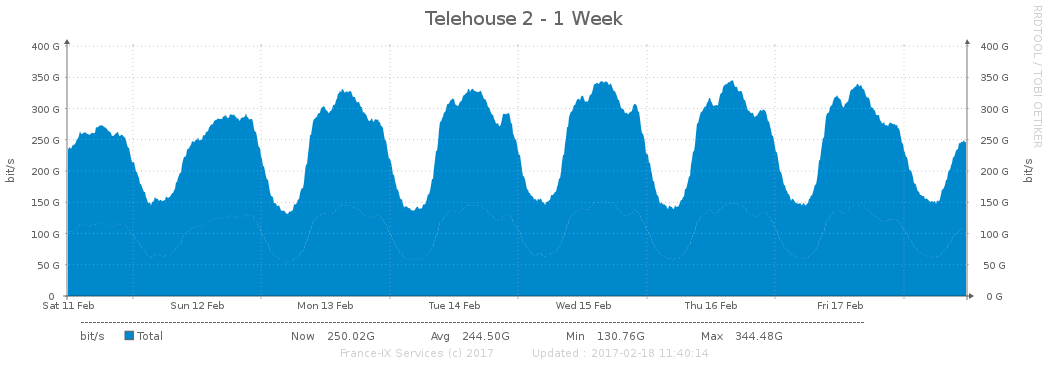 Telehouse 2 - 1 Week
RRDTOOL / TOBI OETIKER
400 G 400 G
350 G 350 G
300 G 300 G
250 G 250 G
200 G 200 G
150 G 150 G
100 G 100 G
50 G 50 G
0 0 G
bit/s
bit/s
Sat 11 Feb Sun 12 Feb Mon 13 Feb Tue 14 Feb Wed 15 Feb Thu 16 Feb Fri 17 Feb
bit/s Total Now 250.02G Avg 244.50G Min 130.76G Max 344.48G
France-IX Services (c) 2017 Updated : 2017-02-18 11:40:14